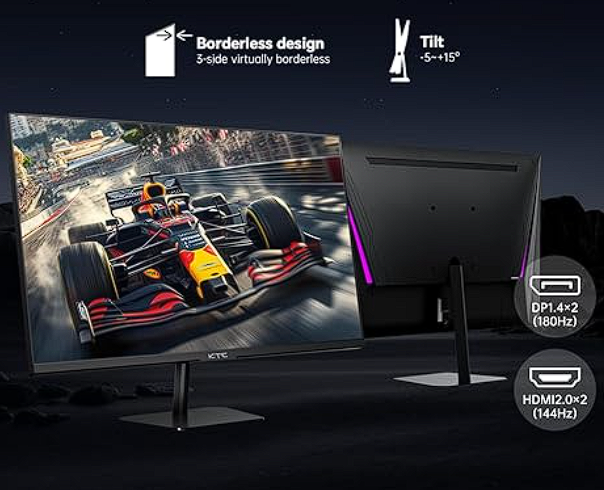 Borderless design
3-side virtually borderless
Tilt
-5~+15°
KTC
DP1.4×2
(180Hz)
HDMI2.0×2
(144Hz)